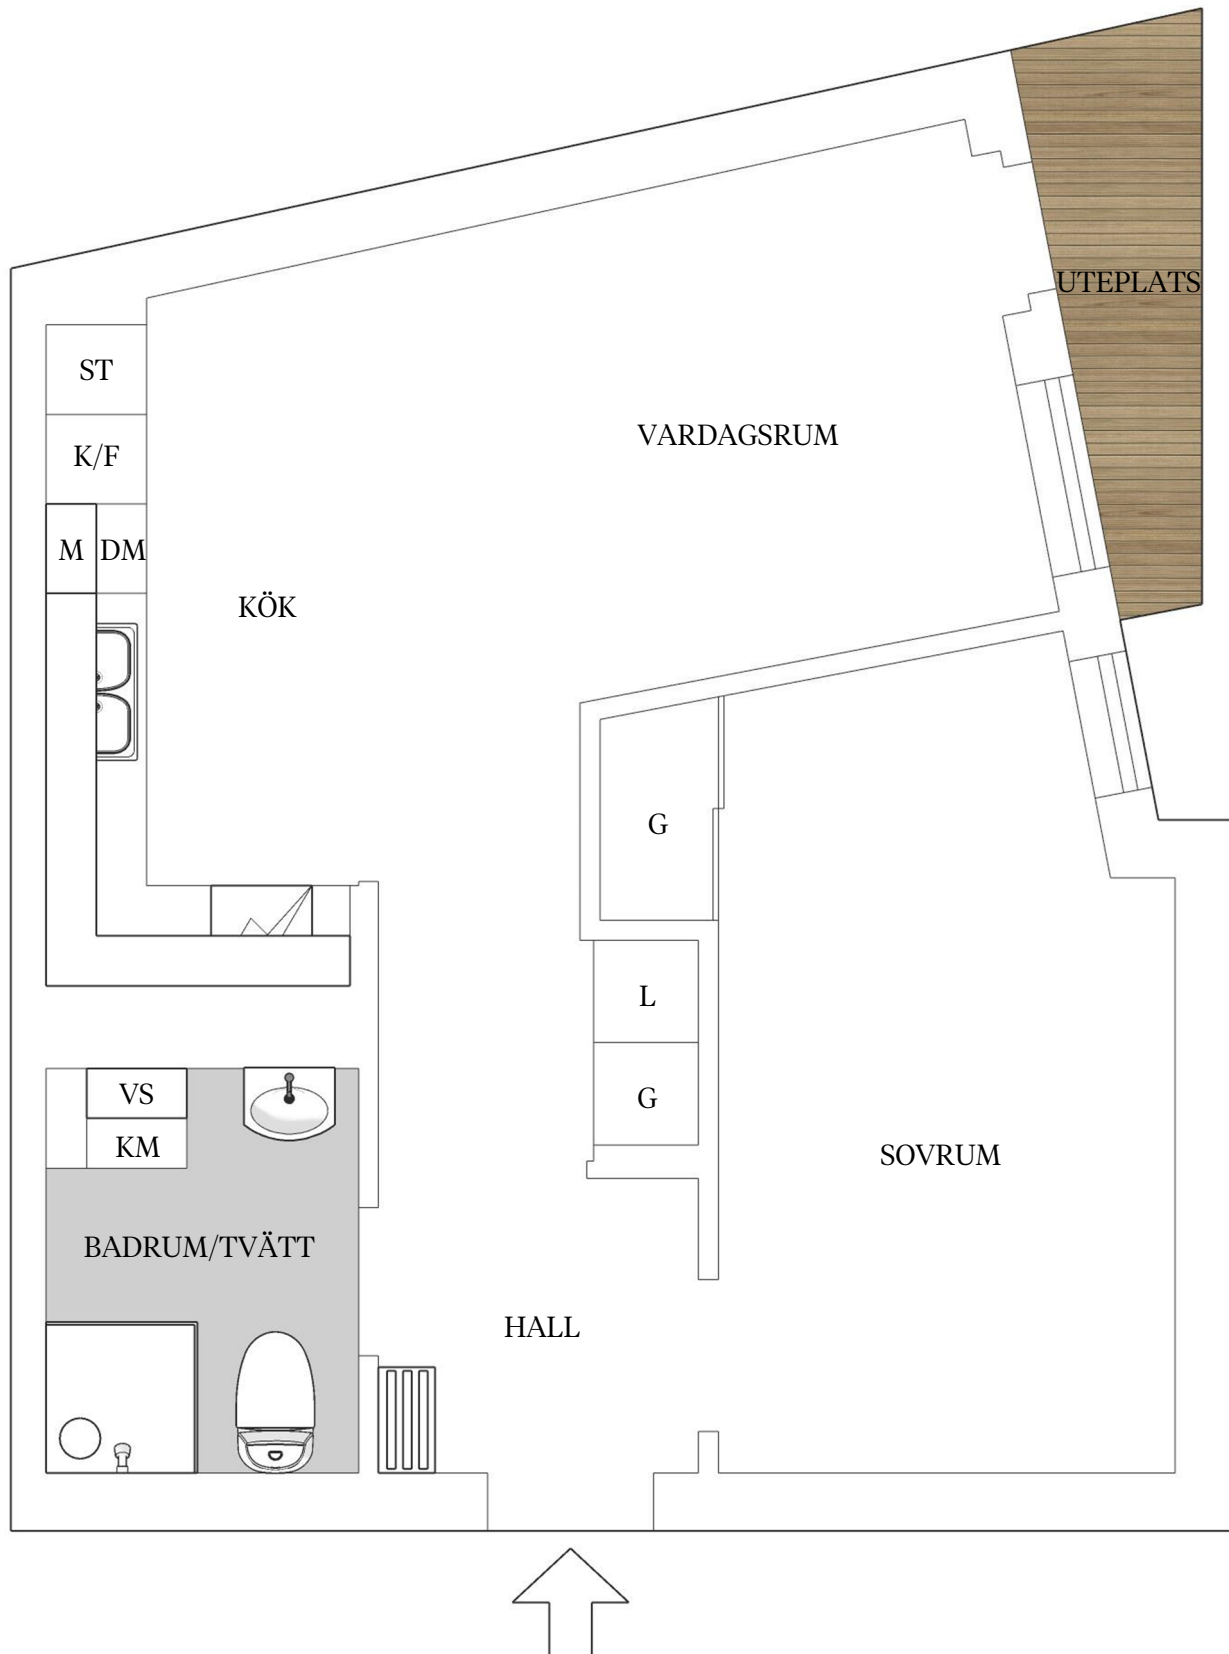 UTEPLATS
ST
VARDAGSRUM
K/F
M
DM
KÖK
G
L
VS
G
KM
SOVRUM
BADRUM/TVÄTT
HALL